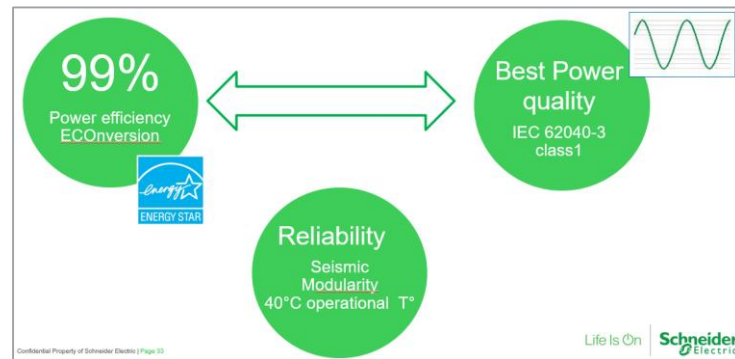 99%
Power efficiency
ECOnversion
energy
ENERGY STAR
Best Power
quality
IEC 62040-3
class1
Reliability
Seismic
Modularity
40°C operational T°
Confidential Property of Schneider Electric | Page 33
Life Is On
Schneider
Electric